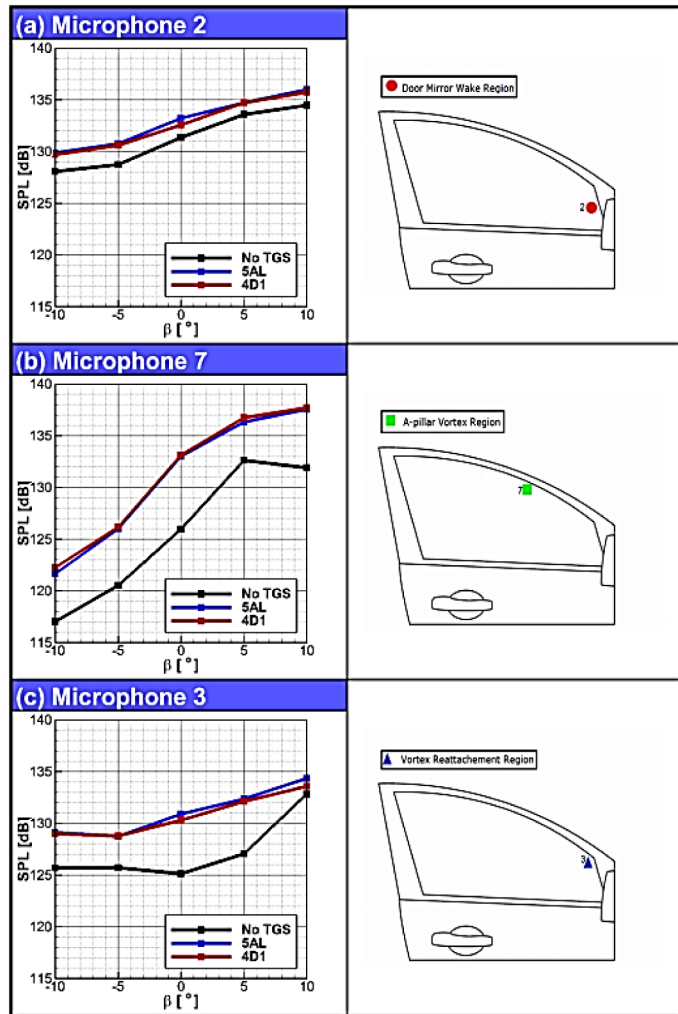 (a) Microphone 2
140
135
130
125
120
115
SPL [dB]
No TGS
5AL
4D1
-10 -5 0 5 10
β [°]
Door Mirror Wake Region
2
(b) Microphone 7
140
135
130
125
120
115
SPL [dB]
No TGS
5AL
4D1
-10 -5 0 5 10
β [°]
A-pillar Vortex Region
7
(c) Microphone 3
140
135
130
125
120
115
SPL [dB]
No TGS
5AL
4D1
-10 -5 0 5 10
β [°]
Vortex Reattachement Region
3